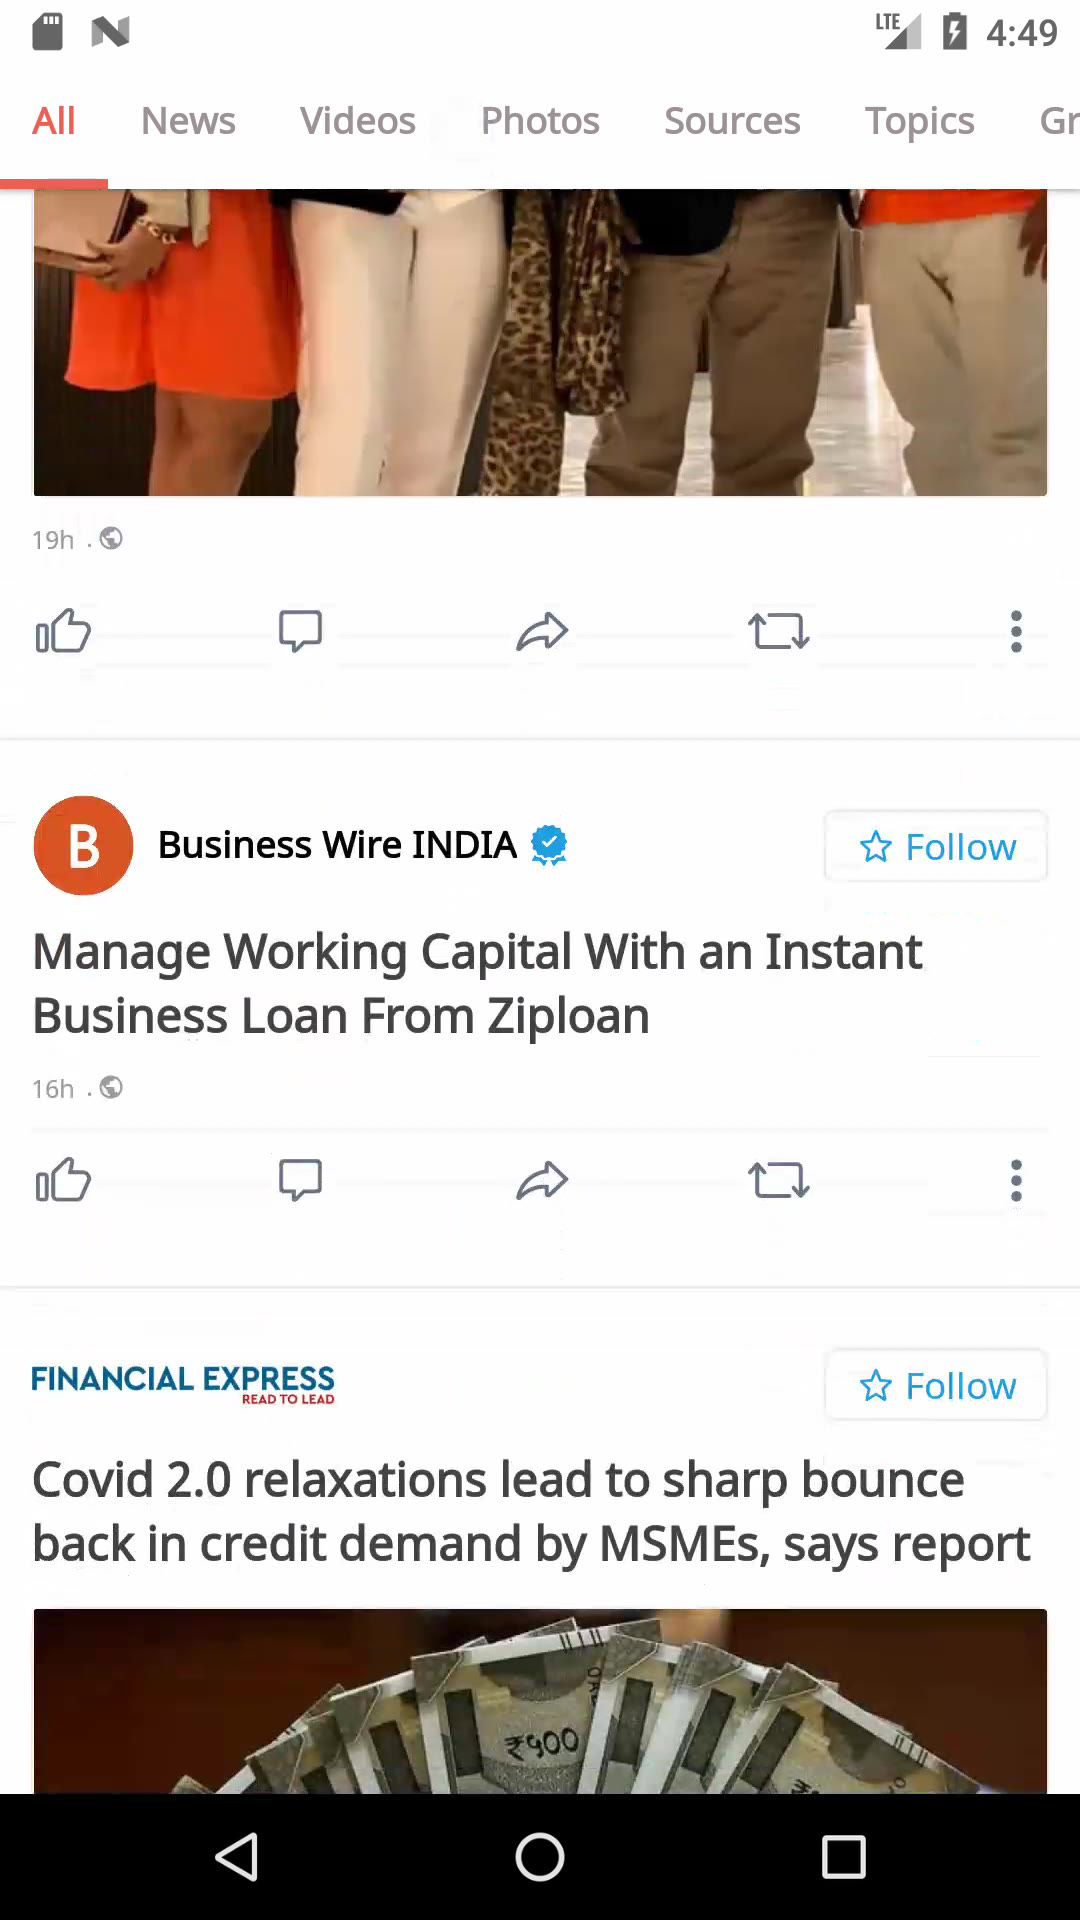 LTE 4:49
All News Videos Photos Sources Topics Gr
19h .
B Business Wire INDIA Follow
Manage Working Capital With an Instant
Business Loan From Ziploan
16h .
FINANCIAL EXPRESS Follow
READ TO LEAD
Covid 2.0 relaxations lead to sharp bounce
back in credit demand by MSMEs, says report